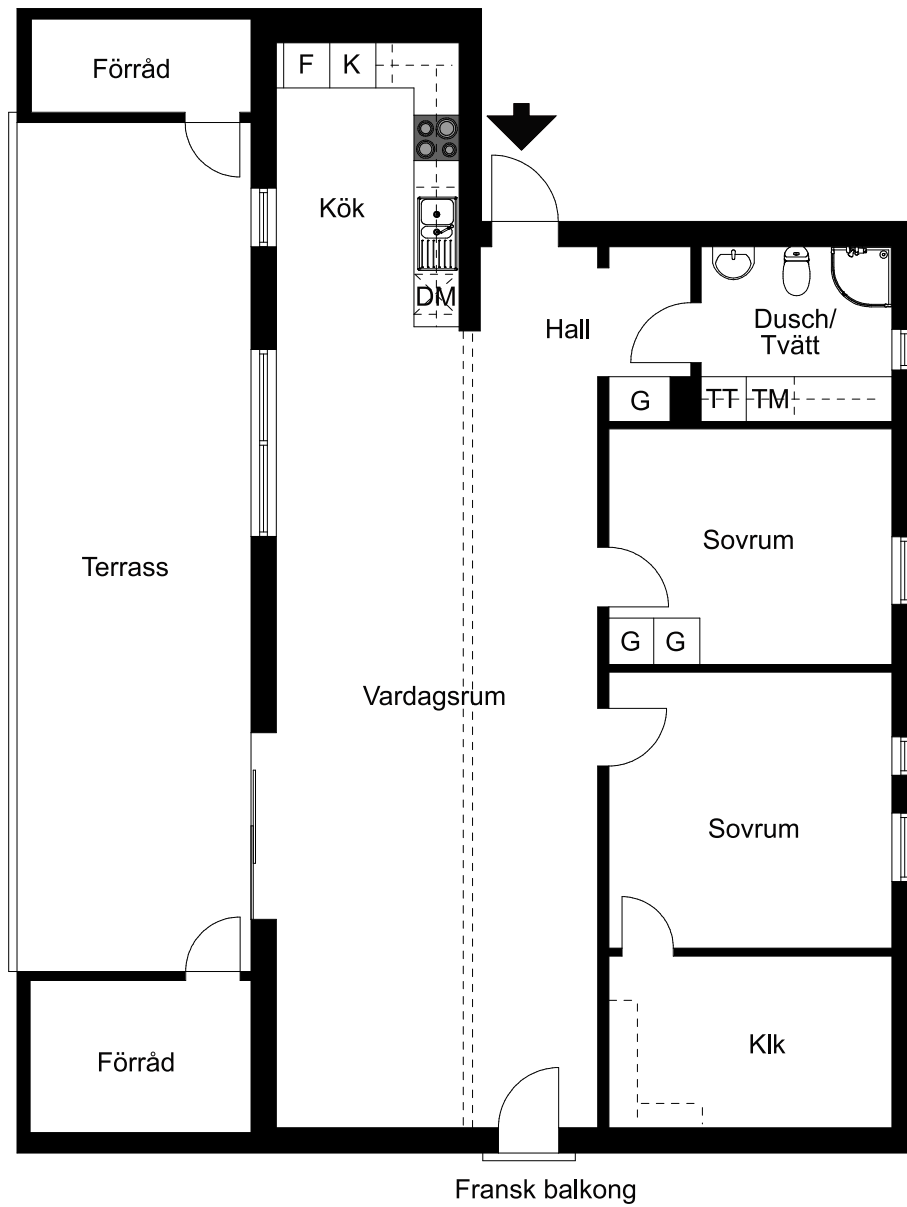 Förråd
F K
Kök
DM
Hall
Dusch/
Tvätt
G
TT TM
Sovrum
Terrass
G G
Vardagsrum
Sovrum
Klk
Förråd
Fransk balkong